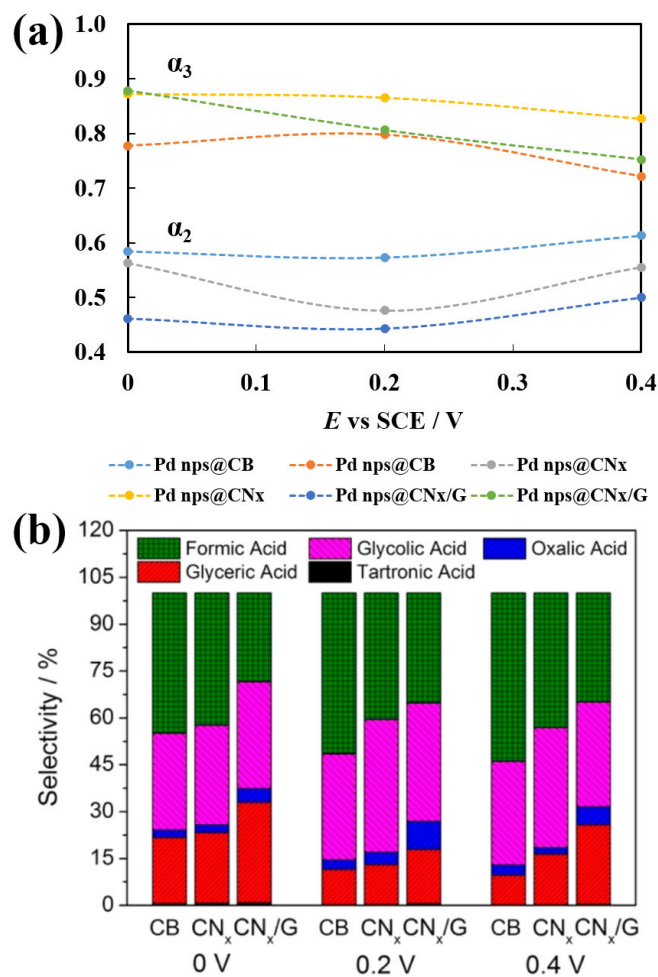 (a)
1.0
0.9
0.8
0.7
0.6
0.5
0.4
α3
α2
0 0.1 0.2 0.3 0.4
E vs SCE / V
Pd nps@CB Pd nps@CB Pd nps@CNx
Pd nps@CNx Pd nps@CNx/G Pd nps@CNx/G
(b)
120
105
90
75
60
45
30
15
0
Selectivity / %
Formic Acid Glycolic Acid Oxalic Acid
Glyceric Acid Tartronic Acid
CB CNx CNx/G CB CNx CNx/G CB CNx CNx/G
0 V 0.2 V 0.4 V